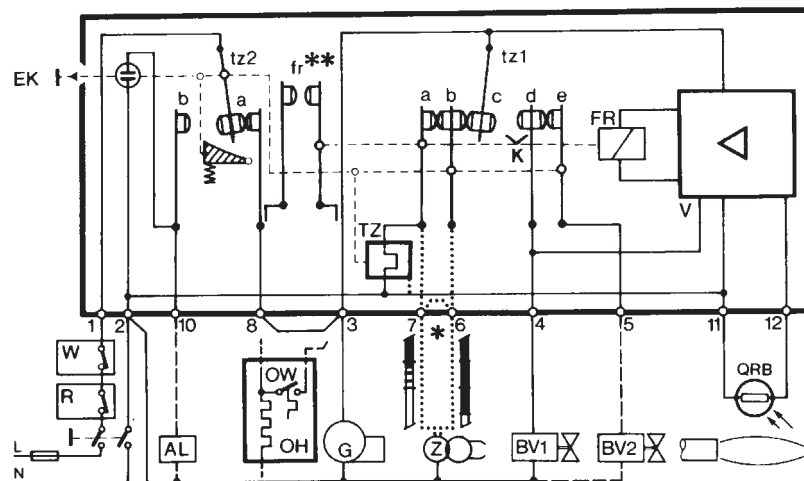 tz2 fr** tz1
EK
b a a b c d e
FR
K
TZ V
1 2 10 8 3 7 * 6 4 5 11 12
W OW QRB
R
L AL OH G Z BV1 BV2
N